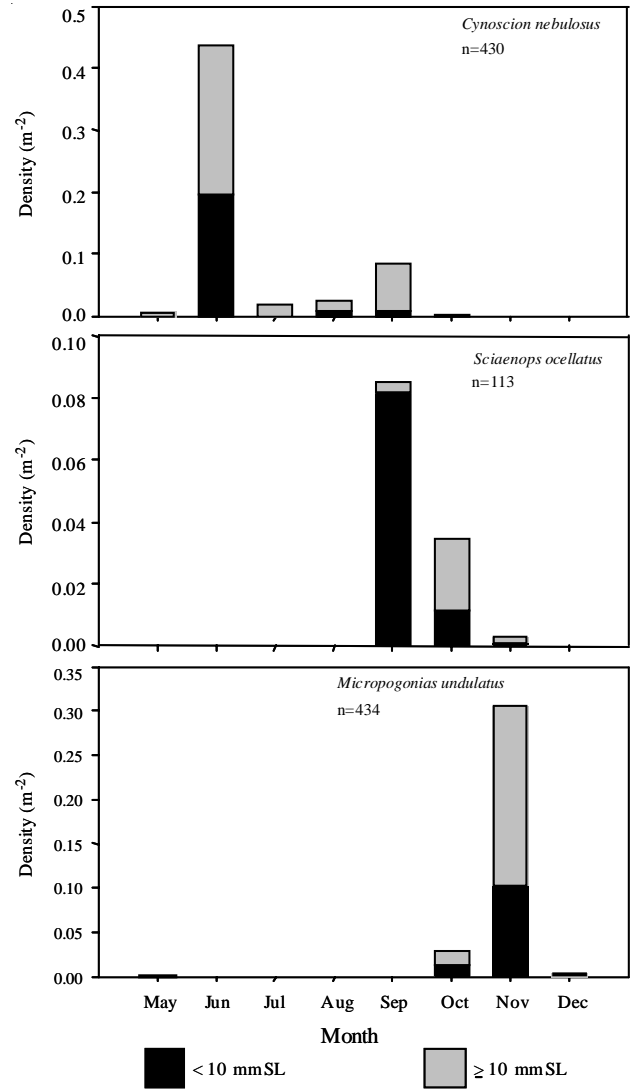 0.5
Cynoscion nebulosus
n=430
0.4
0.3
0.2
0.1
0.0
Density (m-2)
0.10
Sciaenops ocellatus
n=113
0.08
0.06
0.04
0.02
0.00
Density (m-2)
0.35
Micropogonias undulatus
n=434
0.30
0.25
0.20
0.15
0.10
0.05
0.00
Density (m-2)
May Jun Jul Aug Sep Oct Nov Dec
Month
< 10 mmSL
≥ 10 mmSL